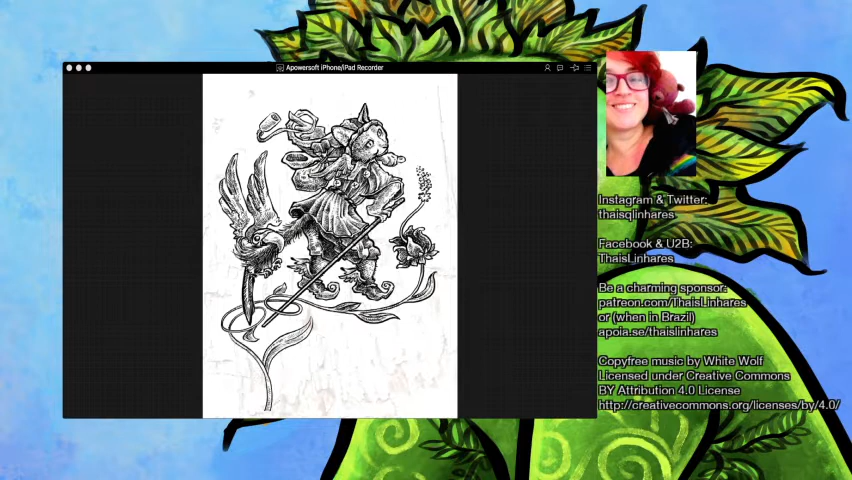 Apowersoft iPhone/iPad Recorder
Instagram & Twitter:
thaisqlinhares
Facebook & U2B:
ThaisLinhares
Be a charming sponsor:
patreon.com/ThaisLinhares
or (when in Brazil)
apoia.se/thaislinhares
Copyfree music by White Wolf
Licensed under Creative Commons
BY Attribution 4.0 License
http://creativecommons.org/licenses/by/4.0/